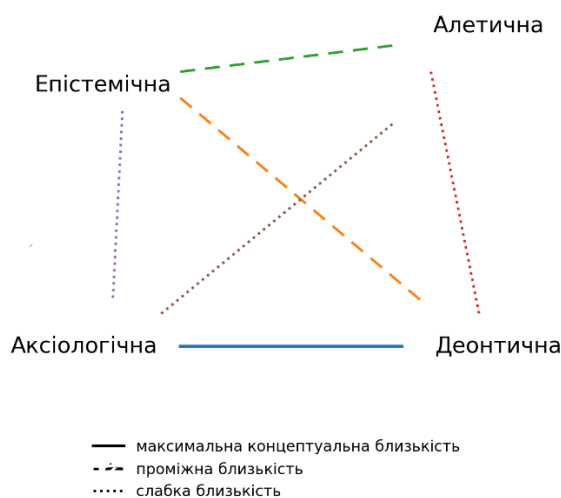 Алетична
Епістемічна
Аксіологічна
Деонтична
максимальна концептуальна близькість
проміжна близькість
слабка близькість